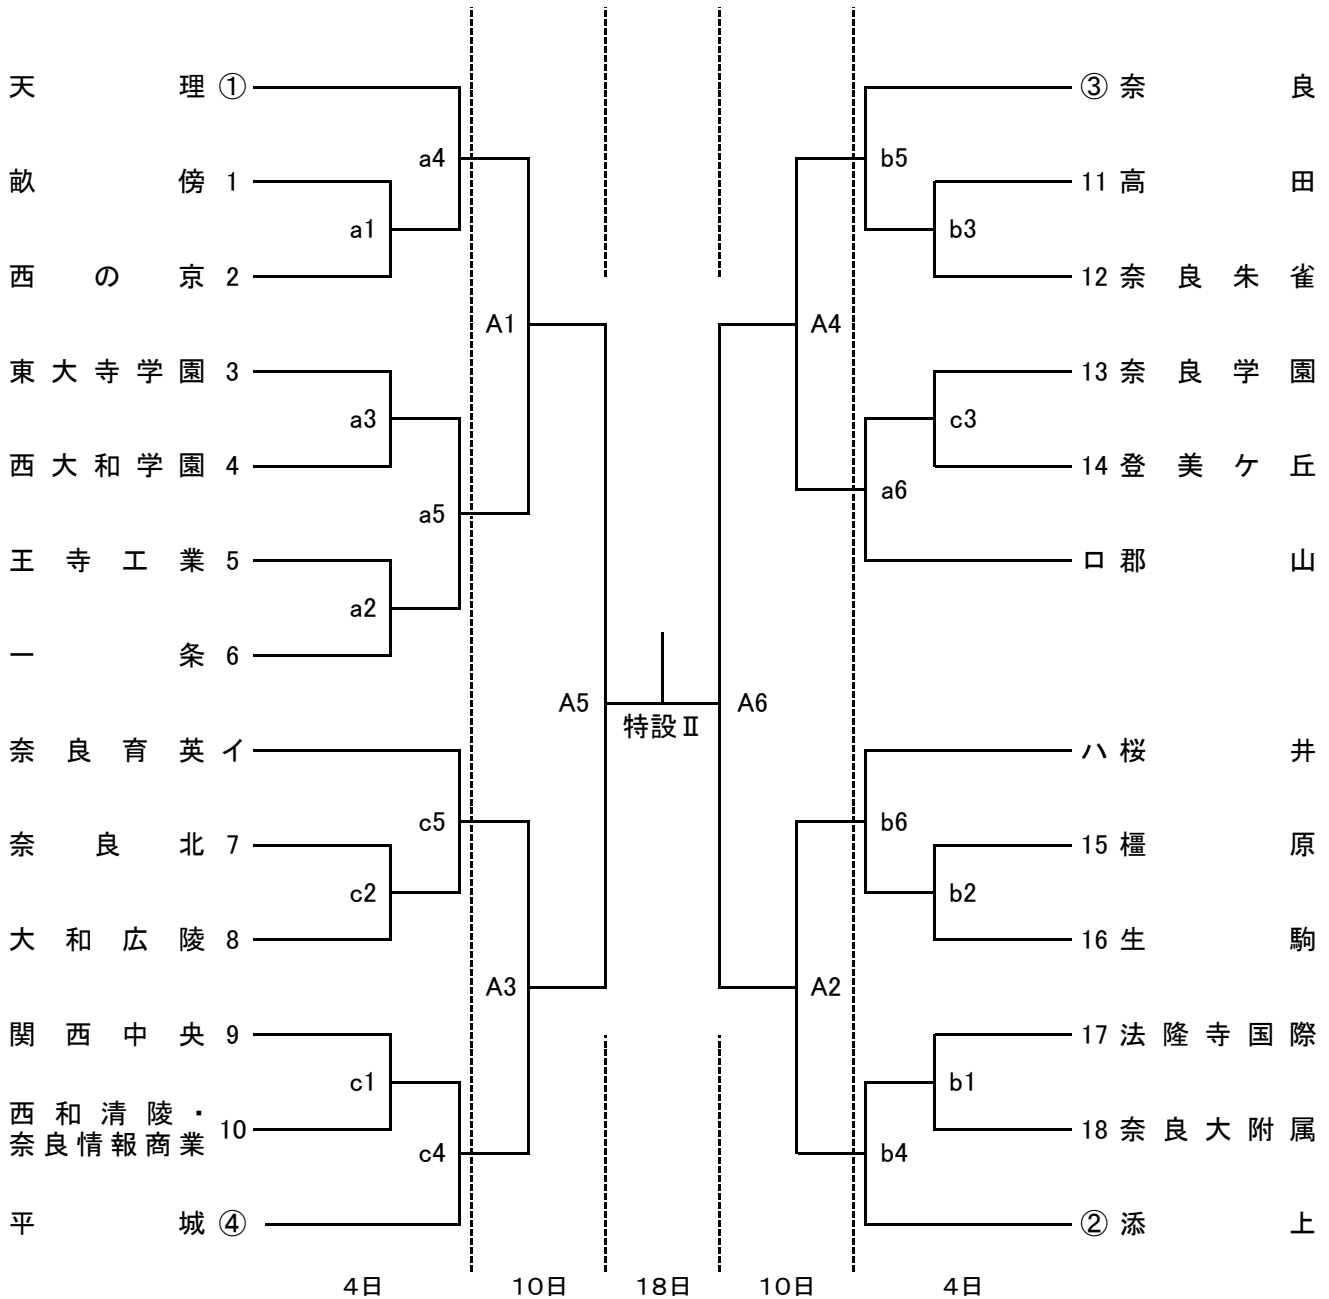 天理 ①
③ 奈良
a4
b5
畝傍 1
11 高田
a1
b3
西の京 2
12 奈良朱雀
A1
A4
東大寺学園 3
13 奈良学園
a3
c3
西大和学園 4
14 登美ケ丘
a5
a6
王寺工業 5
ロ 郡山
a2
一条 6
A5
A6
特設Ⅱ
奈良育英 イ
ハ 桜井
c5
b6
奈良北 7
15 橿原
c2
b2
大和広陵 8
16 生駒
A3
A2
関西中央 9
17 法隆寺国際
c1
b1
西和清陵・
奈良情報商業 10
18 奈良大附属
c4
b4
平城 ④
② 添上
4日 10日 18日 10日 4日